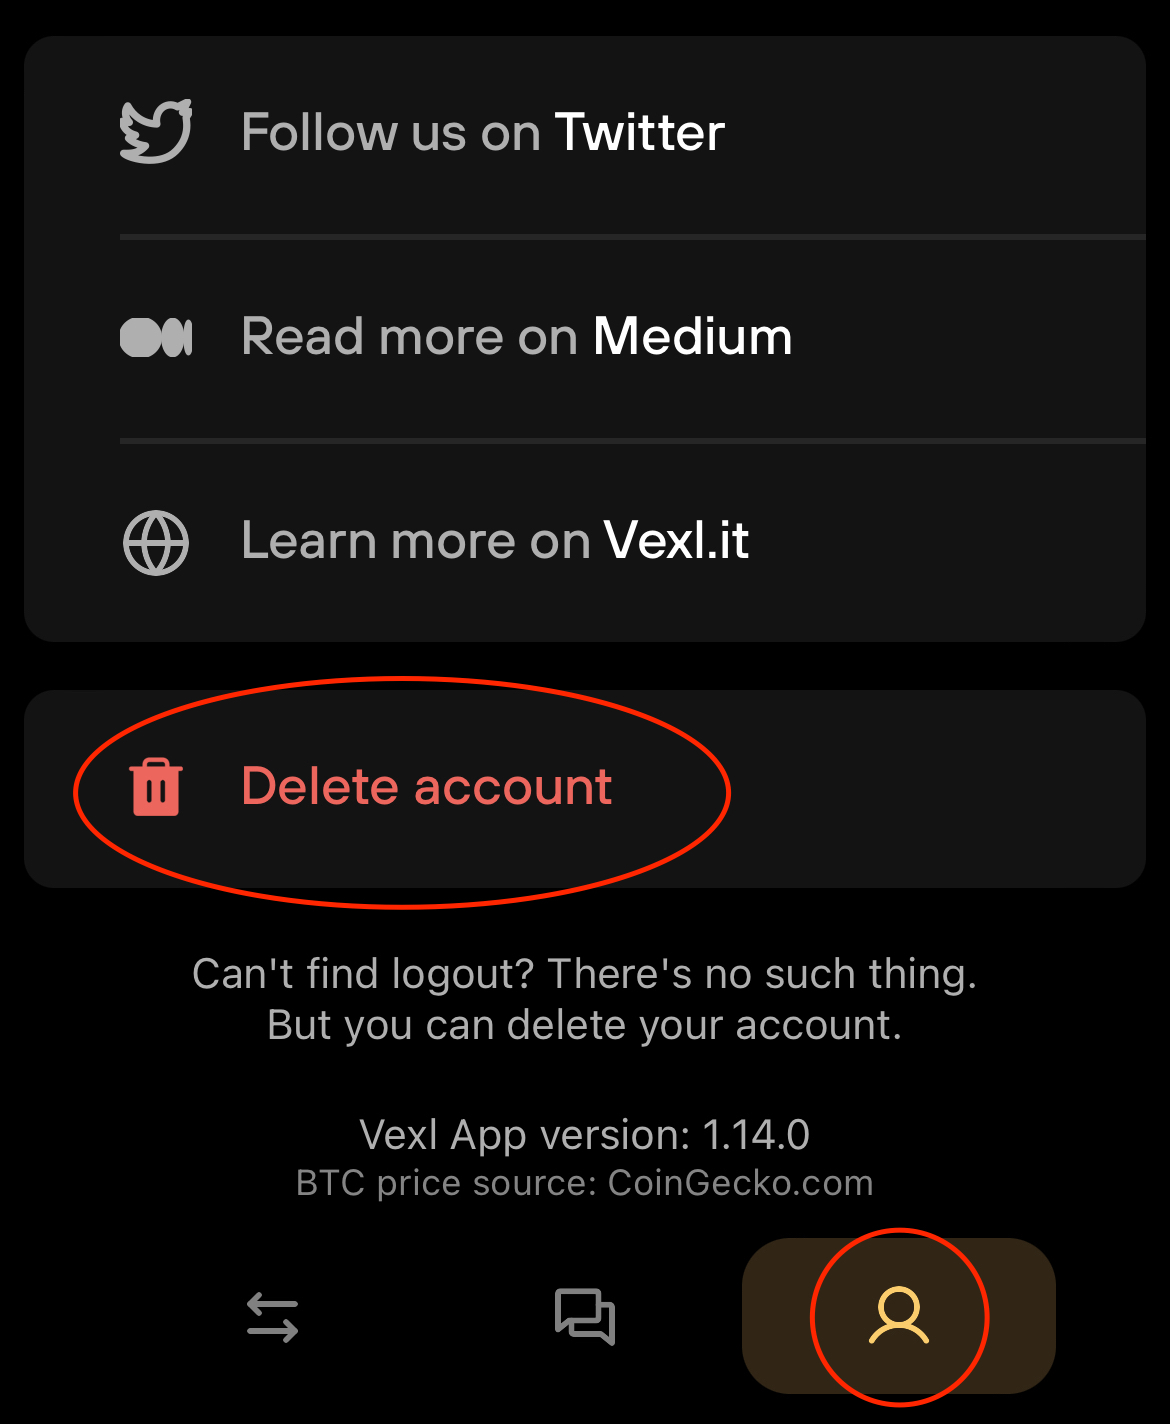 Follow us on Twitter
Read more on Medium
Learn more on Vexl.it
Delete account
Can't find logout? There's no such thing.
But you can delete your account.
Vexl App version: 1.14.0
BTC price source: CoinGecko.com